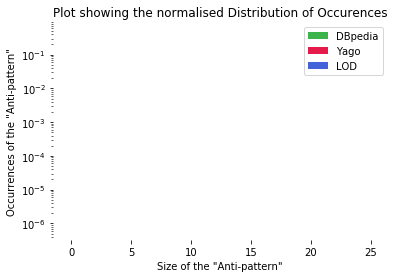 Plot showing the normalised Distribution of Occurences
DBpedia
Yago
LOD
Occurrences of the "Anti-pattern"
10⁻¹
10⁻²
10⁻³
10⁻⁴
10⁻⁵
10⁻⁶
0 5 10 15 20 25
Size of the "Anti-pattern"